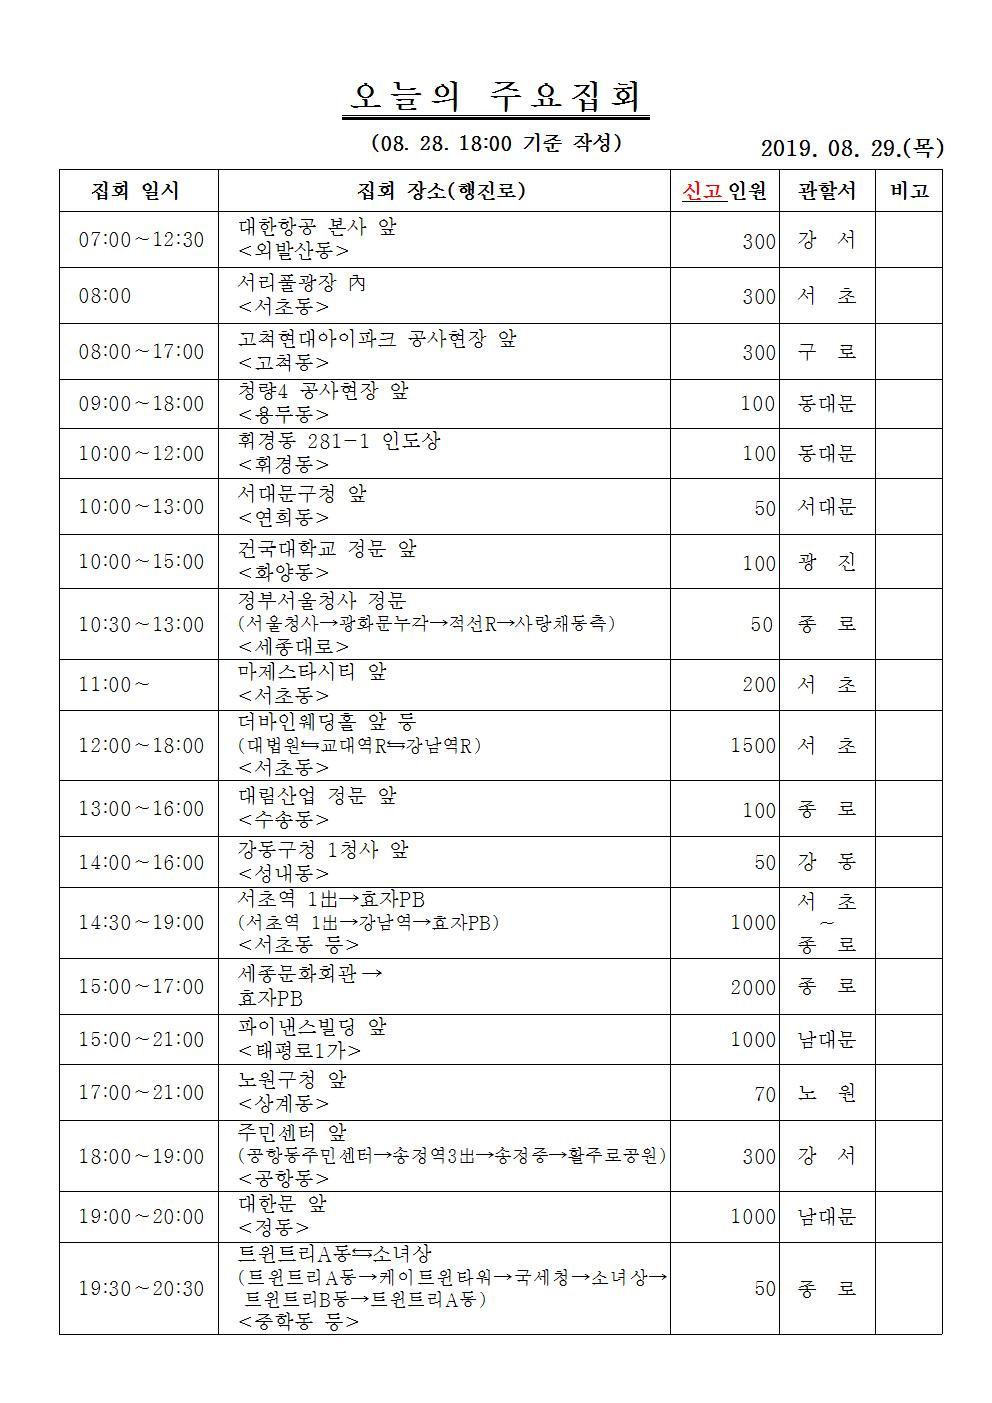 오늘의 주요집회
(08. 28. 18:00 기준 작성)
2019. 08. 29.(목)
집회 일시 집회 장소(행진로) 신고인원 관할서 비고
07:00~12:30 대한항공 본사 앞 300 강 서
<외발산동>
08:00 서리풀광장 內 300 서 초
<서초동>
08:00~17:00 고척현대아이파크 공사현장 앞 300 구 로
<고척동>
09:00~18:00 청량4 공사현장 앞 100 동대문
<용두동>
10:00~12:00 휘경동 281-1 인도상 100 동대문
<휘경동>
10:00~13:00 서대문구청 앞 50 서대문
<연희동>
10:00~15:00 건국대학교 정문 앞 100 광 진
<화양동>
10:30~13:00 정부서울청사 정문 50 종 로
(서울청사→광화문누각→적선R→사랑채동측)
<세종대로>
11:00~ 마제스타시티 앞 200 서 초
<서초동>
12:00~18:00 더바인웨딩홀 앞 등 1500 서 초
(대법원⇆교대역R⇆강남역R)
<서초동>
13:00~16:00 대림산업 정문 앞 100 종 로
<수송동>
14:00~16:00 강동구청 1청사 앞 50 강 동
<성내동>
14:30~19:00 서초역 1出→효자PB 1000 서 초
(서초역 1出→강남역→효자PB) ~
<서초동 등> 종 로
15:00~17:00 세종문화회관→ 2000 종 로
효자PB
15:00~21:00 파이낸스빌딩 앞 1000 남대문
<태평로1가>
17:00~21:00 노원구청 앞 70 노 원
<상계동>
18:00~19:00 주민센터 앞 300 강 서
(공항동주민센터→송정역3出→송정중→활주로공원)
<공항동>
19:00~20:00 대한문 앞 1000 남대문
<정동>
19:30~20:30 트윈트리A동⇆소녀상 50 종 로
(트윈트리A동→케이트윈타워→국세청→소녀상→
트윈트리B동→트윈트리A동)
<중학동 등>